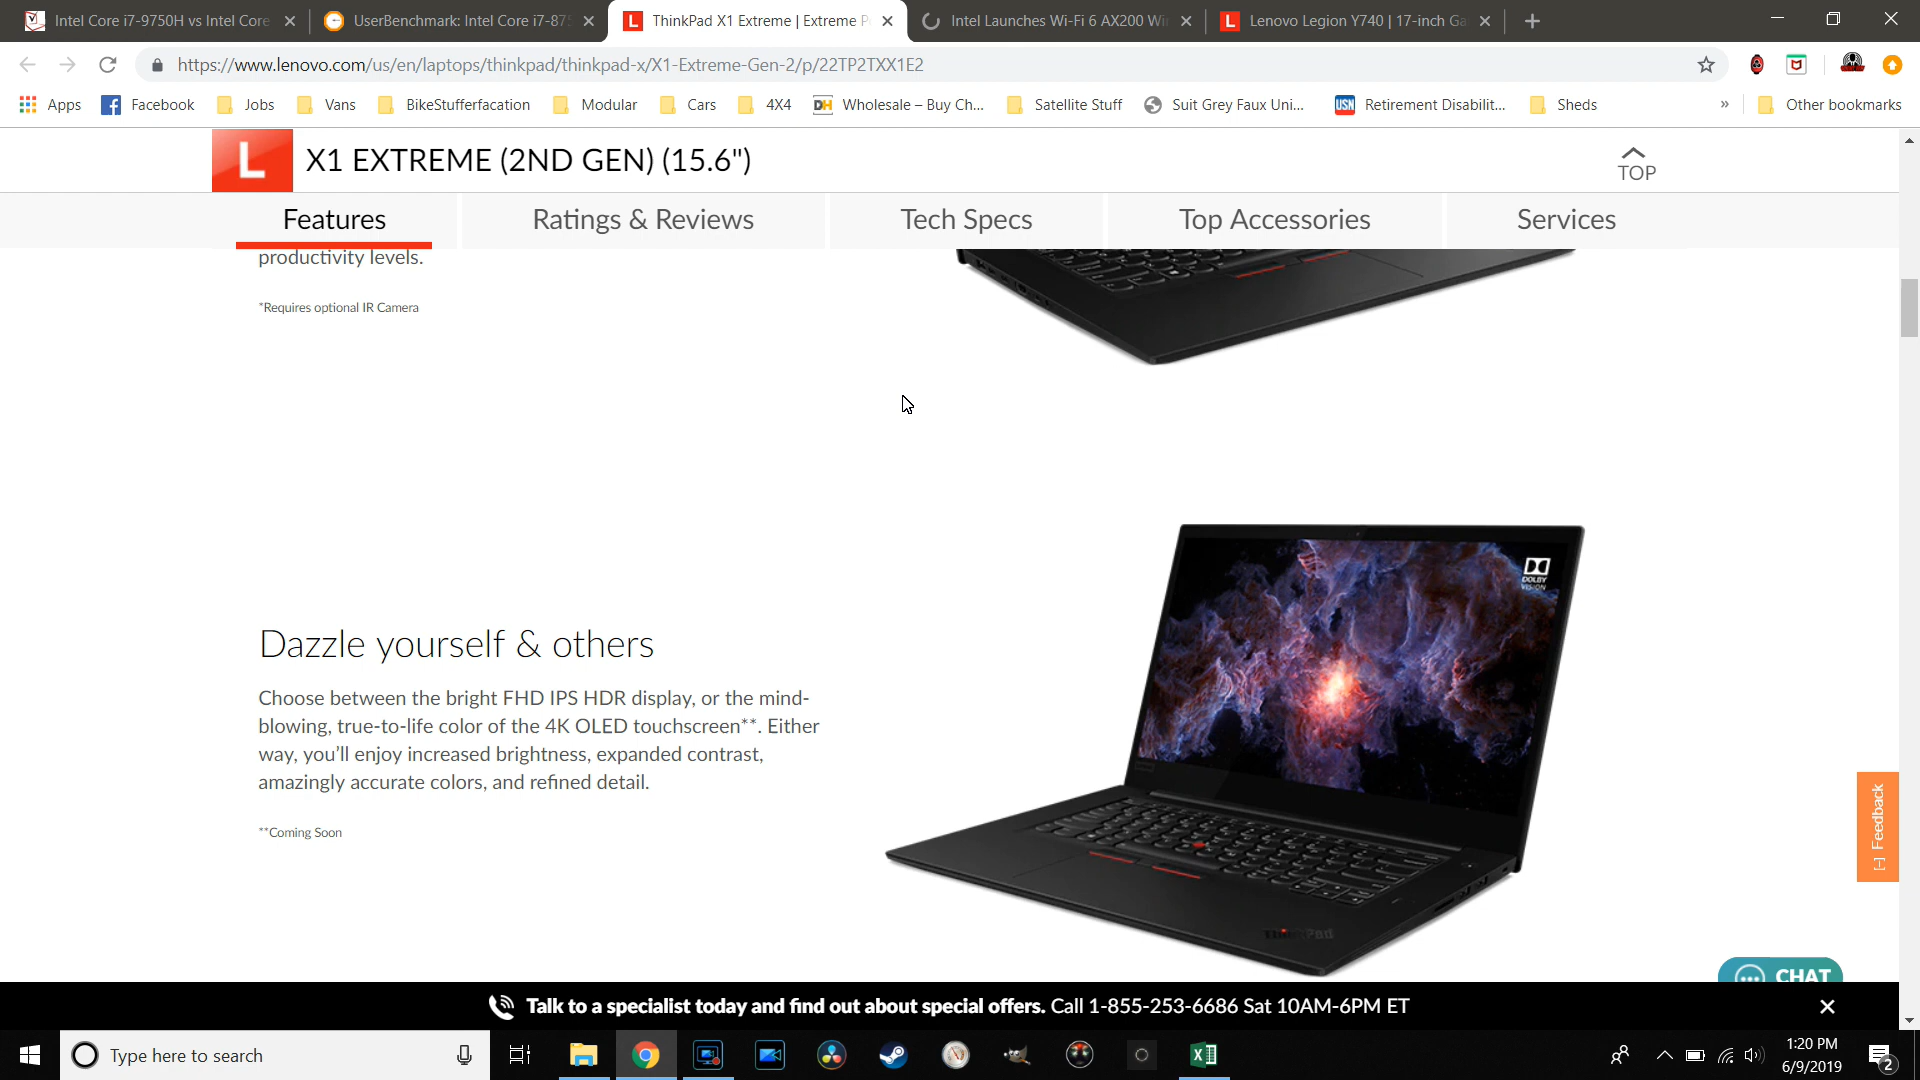 Intel Core i7-9750H vs Intel Core
UserBenchmark: Intel Core i7-875
L ThinkPad X1 Extreme | Extreme P
Intel Launches Wi-Fi 6 AX200 Wi
L Lenovo Legion Y740 | 17-inch Ga
https://www.lenovo.com/us/en/laptops/thinkpad/thinkpad-x/X1-Extreme-Gen-2/p/22TP2TXX1E2
Apps
Facebook
Jobs
Vans
BikeStufferfacation
Modular
Cars
4X4
DH Wholesale – Buy Ch...
Satellite Stuff
Suit Grey Faux Uni...
USN Retirement Disabilit...
Sheds
»
Other bookmarks
L X1 EXTREME (2ND GEN) (15.6")
TOP
Features
Ratings & Reviews
Tech Specs
Top Accessories
Services
productivity levels.
*Requires optional IR Camera
DOLBY
VISION
Dazzle yourself & others
Choose between the bright FHD IPS HDR display, or the mind-
blowing, true-to-life color of the 4K OLED touchscreen**. Either
way, you'll enjoy increased brightness, expanded contrast,
amazingly accurate colors, and refined detail.
**Coming Soon
ThinkPad
[-] Feedback
CHAT
Talk to a specialist today and find out about special offers. Call 1-855-253-6686 Sat 10AM-6PM ET
Type here to search
1:20 PM
6/9/2019
2